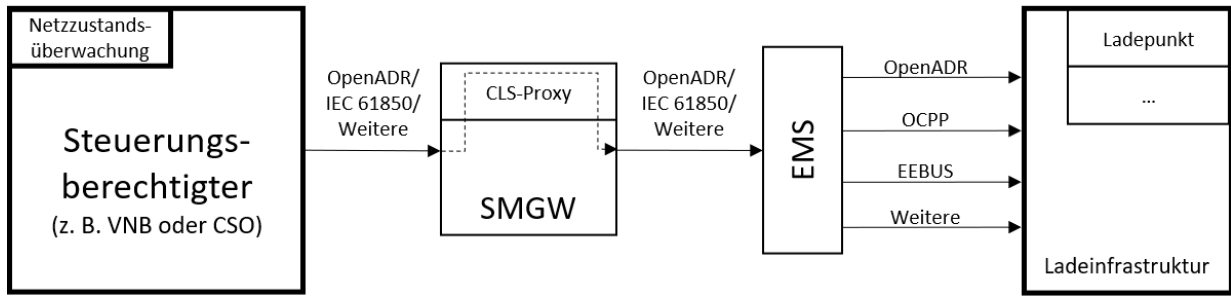 Netzzustands-
überwachung
Steuerungs-
berechtigter
(z. B. VNB oder CSO)
OpenADR/
IEC 61850/
Weitere
CLS-Proxy
SMGW
OpenADR/
IEC 61850/
Weitere
EMS
OpenADR
OCPP
EEBUS
Weitere
Ladepunkt
...
Ladeinfrastruktur